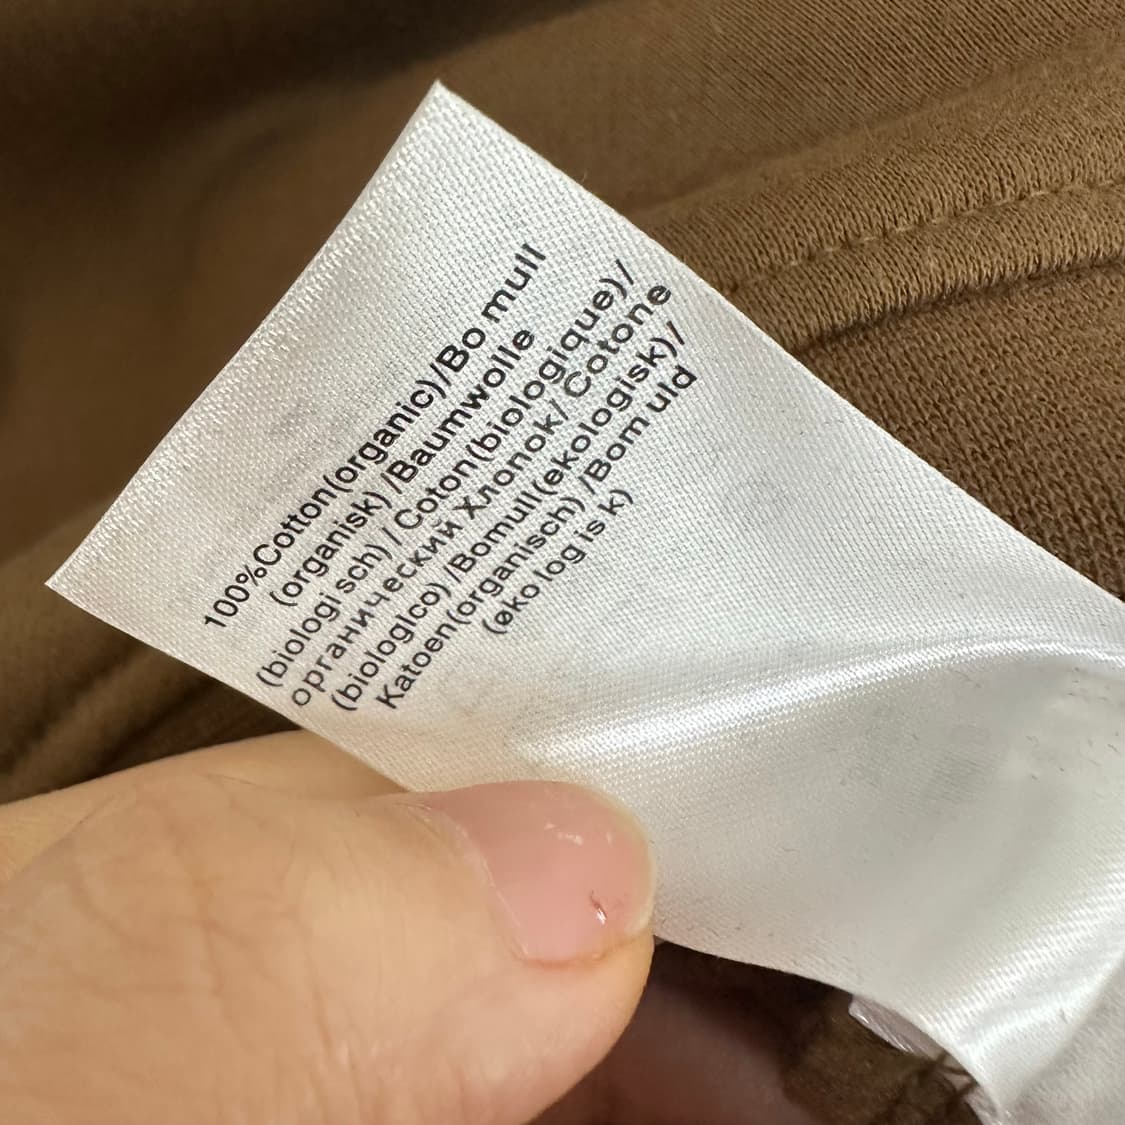 100%Cotton(organic)/Bo mull
(organisk) /Baumwolle
(biologi sch) / Coton(biologique)/
органический Хлопок/ Cotone
(biologico) /Bomull(ekologisk)/
Katoen(organisch) /Bom uld
(øko log is k)